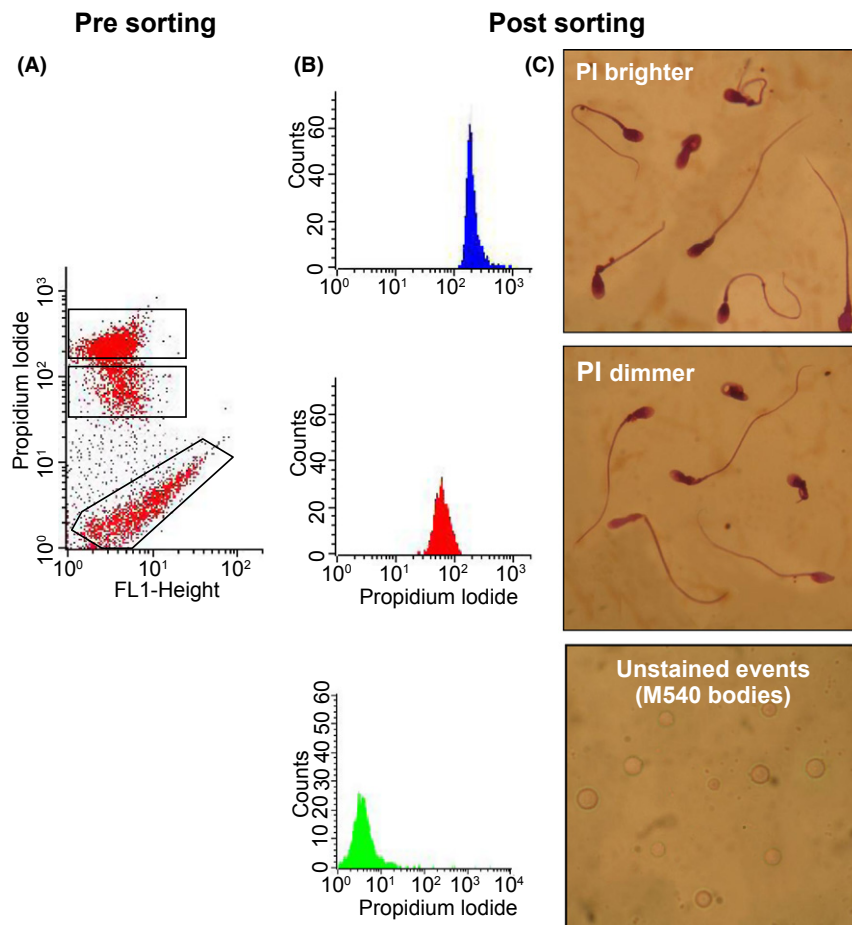 Pre sorting
Post sorting
(A)
(B)
(C)
Propidium Iodide
10³
10²
10¹
10⁰
10⁰ 10¹ 10²
FL1-Height
Counts
60
40
20
0
10⁰ 10¹ 10² 10³
Counts
60
40
20
0
10⁰ 10¹ 10² 10³
Propidium Iodide
Counts
60
50
40
30
20
10
0
10⁰ 10¹ 10² 10³ 10⁴
Propidium Iodide
PI brighter
PI dimmer
Unstained events
(M540 bodies)